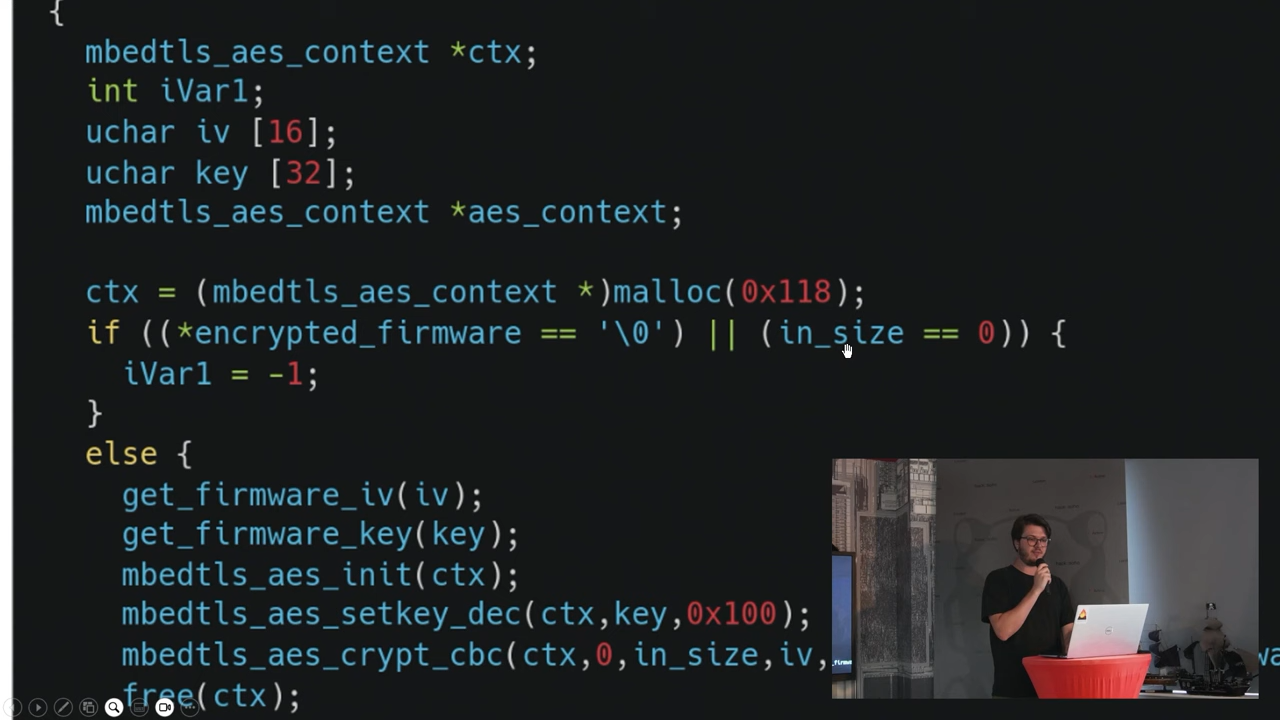 {
mbedtls_aes_context *ctx;
int iVar1;
uchar iv [16];
uchar key [32];
mbedtls_aes_context *aes_context;
ctx = (mbedtls_aes_context *)malloc(0x118);
if ((*encrypted_firmware == '\0') || (in_size == 0)) {
iVar1 = -1;
}
else {
get_firmware_iv(iv);
get_firmware_key(key);
mbedtls_aes_init(ctx);
mbedtls_aes_setkey_dec(ctx,key,0x100);
mbedtls_aes_crypt_cbc(ctx,0,in_size,iv,
free(ctx);